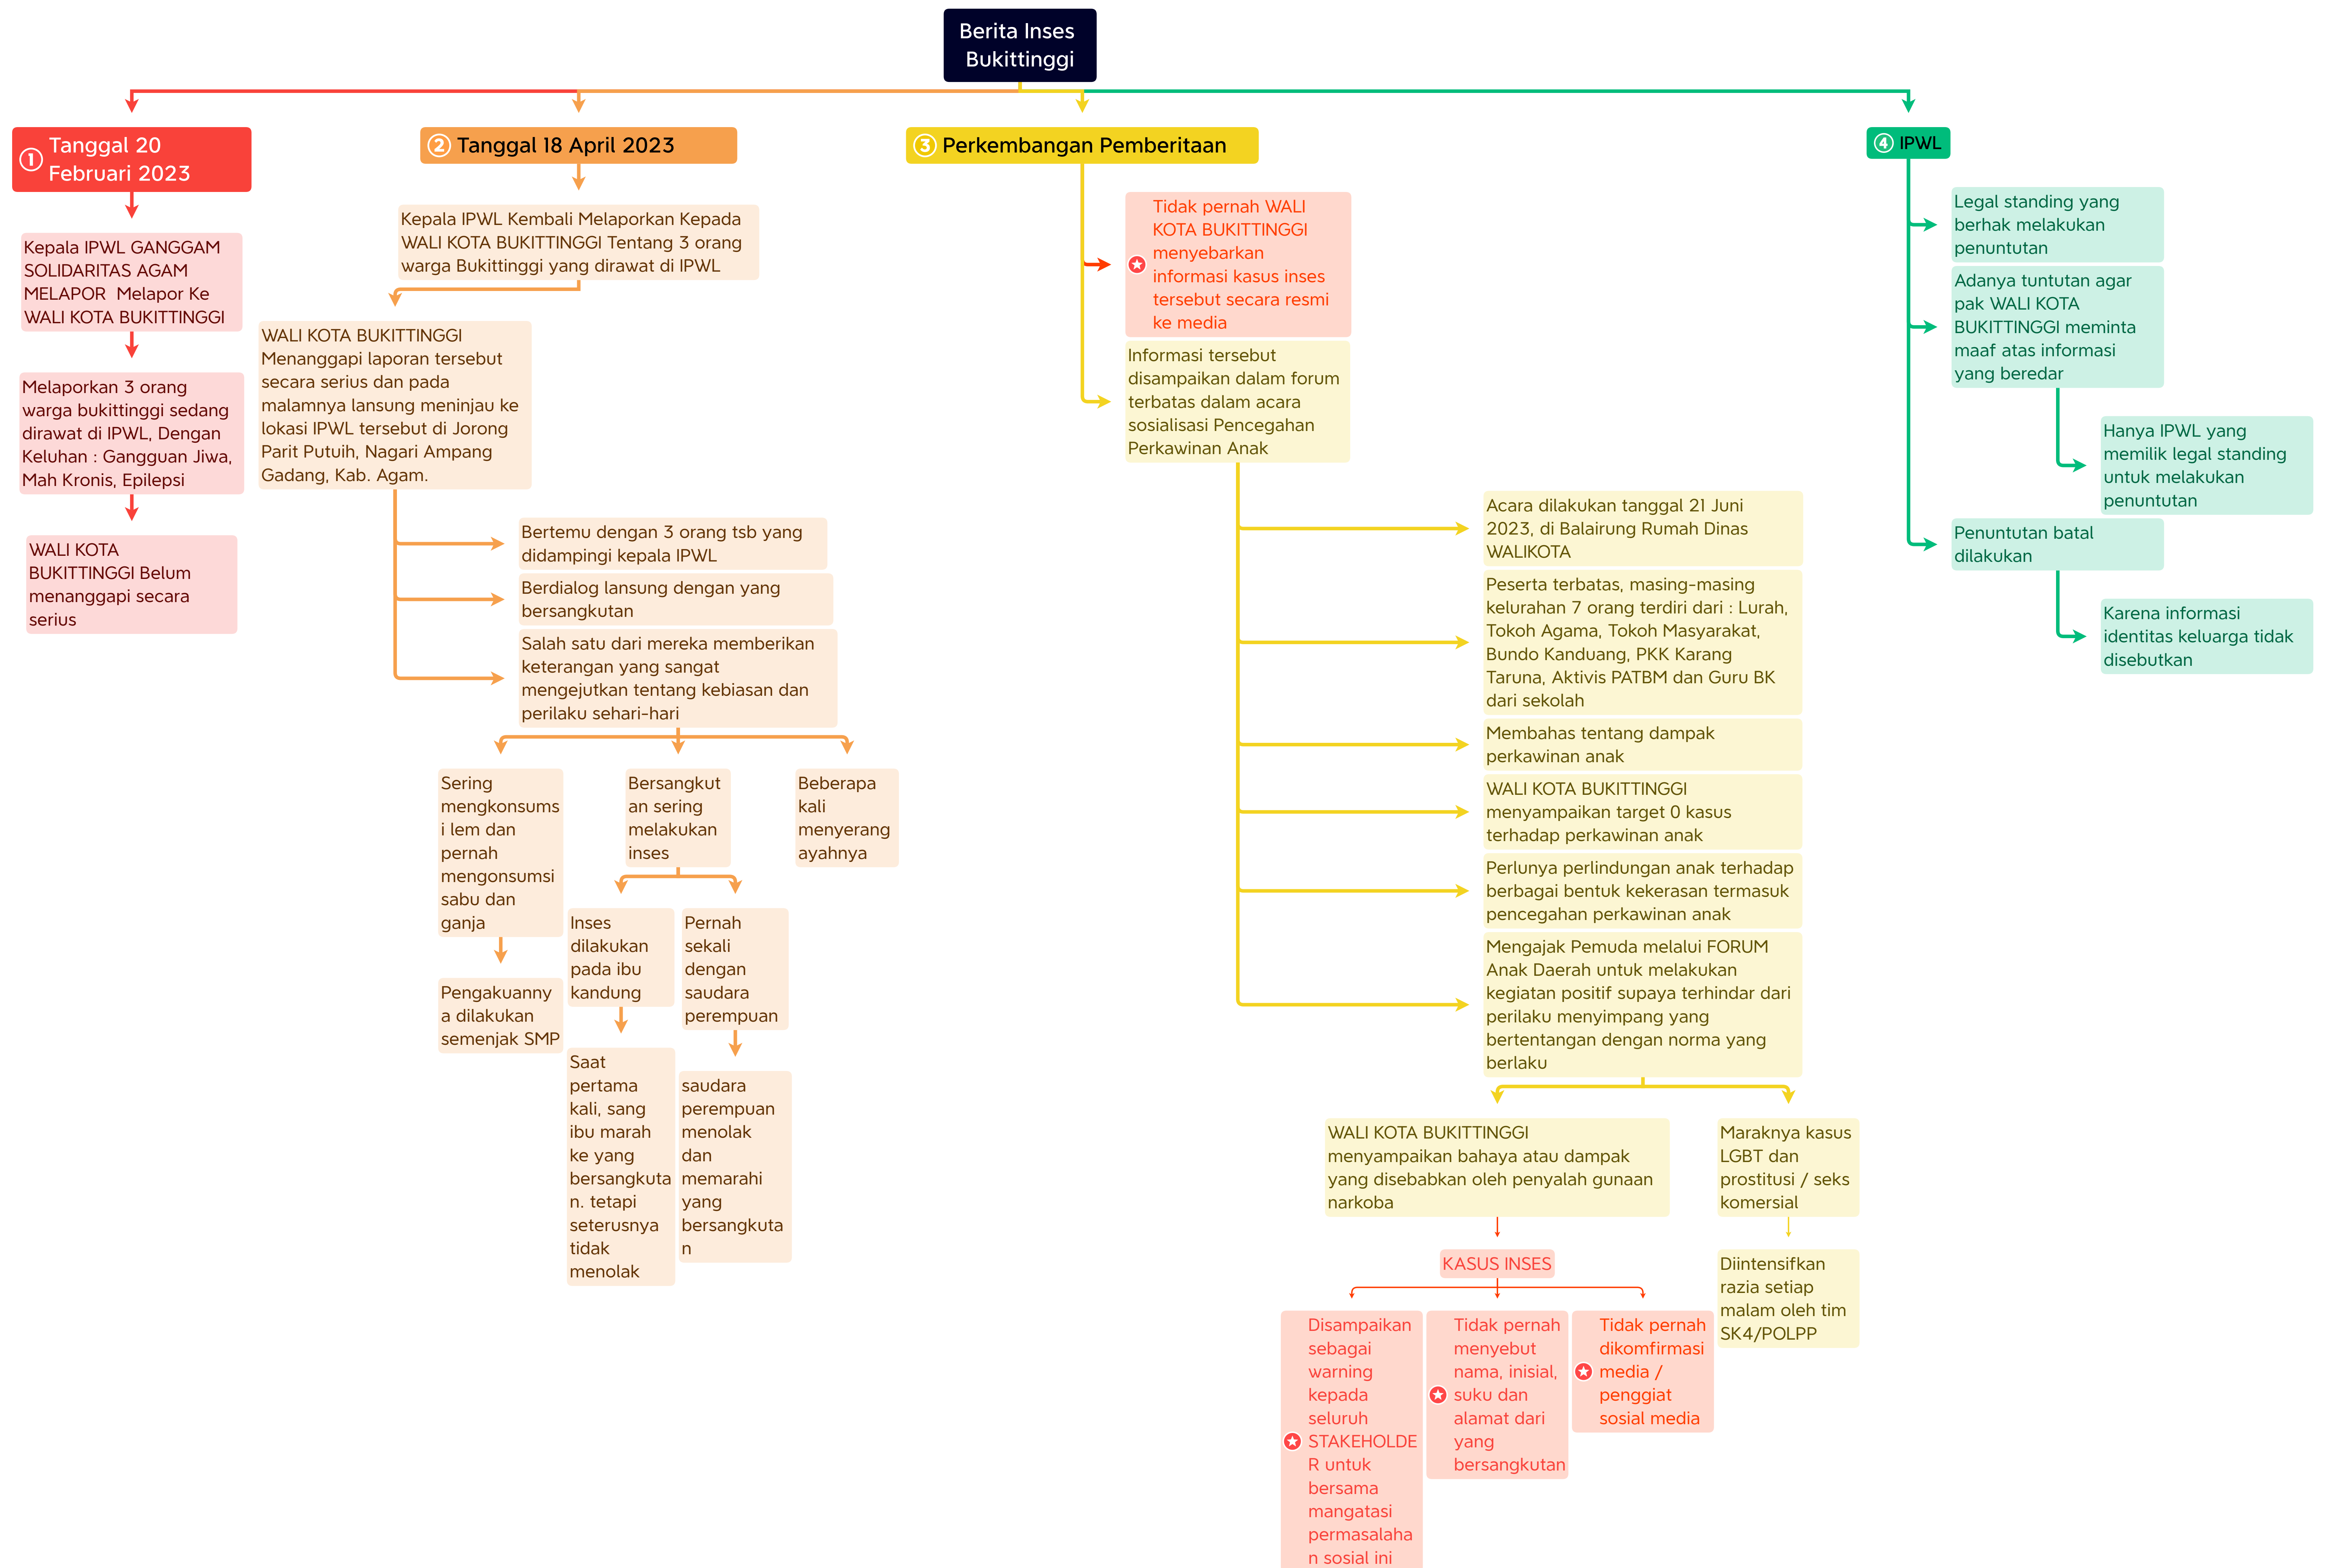 Berita Inses
Bukittinggi
1
Tanggal 20
Februari 2023
Kepala IPWL GANGGAM
SOLIDARITAS AGAM
MELAPOR Melapor Ke
WALI KOTA BUKITTINGGI
Melaporkan 3 orang
warga bukittinggi sedang
dirawat di IPWL, Dengan
Keluhan : Gangguan Jiwa,
Mah Kronis, Epilepsi
WALI KOTA
BUKITTINGGI Belum
menanggapi secara
serius
2 Tanggal 18 April 2023
Kepala IPWL Kembali Melaporkan Kepada
WALI KOTA BUKITTINGGI Tentang 3 orang
warga Bukittinggi yang dirawat di IPWL
WALI KOTA BUKITTINGGI
Menanggapi laporan tersebut
secara serius dan pada
malamnya lansung meninjau ke
lokasi IPWL tersebut di Jorong
Parit Putuih, Nagari Ampang
Gadang, Kab. Agam.
Bertemu dengan 3 orang tsb yang
didampingi kepala IPWL
Berdialog lansung dengan yang
bersangkutan
Salah satu dari mereka memberikan
keterangan yang sangat
mengejutkan tentang kebiasan dan
perilaku sehari-hari
Sering
mengkonsums
i lem dan
pernah
mengonsumsi
sabu dan
ganja
Pengakuanny
a dilakukan
semenjak SMP
Bersangkut
an sering
melakukan
inses
Inses
dilakukan
pada ibu
kandung
Saat
pertama
kali, sang
ibu marah
ke yang
bersangkuta
n. tetapi
seterusnya
tidak
menolak
Pernah
sekali
dengan
saudara
perempuan
saudara
perempuan
menolak
dan
memarahi
yang
bersangkuta
n
Beberapa
kali
menyerang
ayahnya
3 Perkembangan Pemberitaan
Tidak pernah WALI
KOTA BUKITTINGGI
menyebarkan
informasi kasus inses
tersebut secara resmi
ke media
Informasi tersebut
disampaikan dalam forum
terbatas dalam acara
sosialisasi Pencegahan
Perkawinan Anak
Acara dilakukan tanggal 21 Juni
2023, di Balairung Rumah Dinas
WALIKOTA
Peserta terbatas, masing-masing
kelurahan 7 orang terdiri dari : Lurah,
Tokoh Agama, Tokoh Masyarakat,
Bundo Kanduang, PKK Karang
Taruna, Aktivis PATBM dan Guru BK
dari sekolah
Membahas tentang dampak
perkawinan anak
WALI KOTA BUKITTINGGI
menyampaikan target 0 kasus
terhadap perkawinan anak
Perlunya perlindungan anak terhadap
berbagai bentuk kekerasan termasuk
pencegahan perkawinan anak
Mengajak Pemuda melalui FORUM
Anak Daerah untuk melakukan
kegiatan positif supaya terhindar dari
perilaku menyimpang yang
bertentangan dengan norma yang
berlaku
WALI KOTA BUKITTINGGI
menyampaikan bahaya atau dampak
yang disebabkan oleh penyalah gunaan
narkoba
KASUS INSES
Disampaikan
sebagai
warning
kepada
seluruh
STAKEHOLDE
R untuk
bersama
mangatasi
permasalaha
n sosial ini
Tidak pernah
menyebut
nama, inisial,
suku dan
alamat dari
yang
bersangkutan
Tidak pernah
dikomfirmasi
media /
penggiat
sosial media
Maraknya kasus
LGBT dan
prostitusi / seks
komersial
Diintensifkan
razia setiap
malam oleh tim
SK4/POLPP
4 IPWL
Legal standing yang
berhak melakukan
penuntutan
Adanya tuntutan agar
pak WALI KOTA
BUKITTINGGI meminta
maaf atas informasi
yang beredar
Hanya IPWL yang
memilik legal standing
untuk melakukan
penuntutan
Penuntutan batal
dilakukan
Karena informasi
identitas keluarga tidak
disebutkan